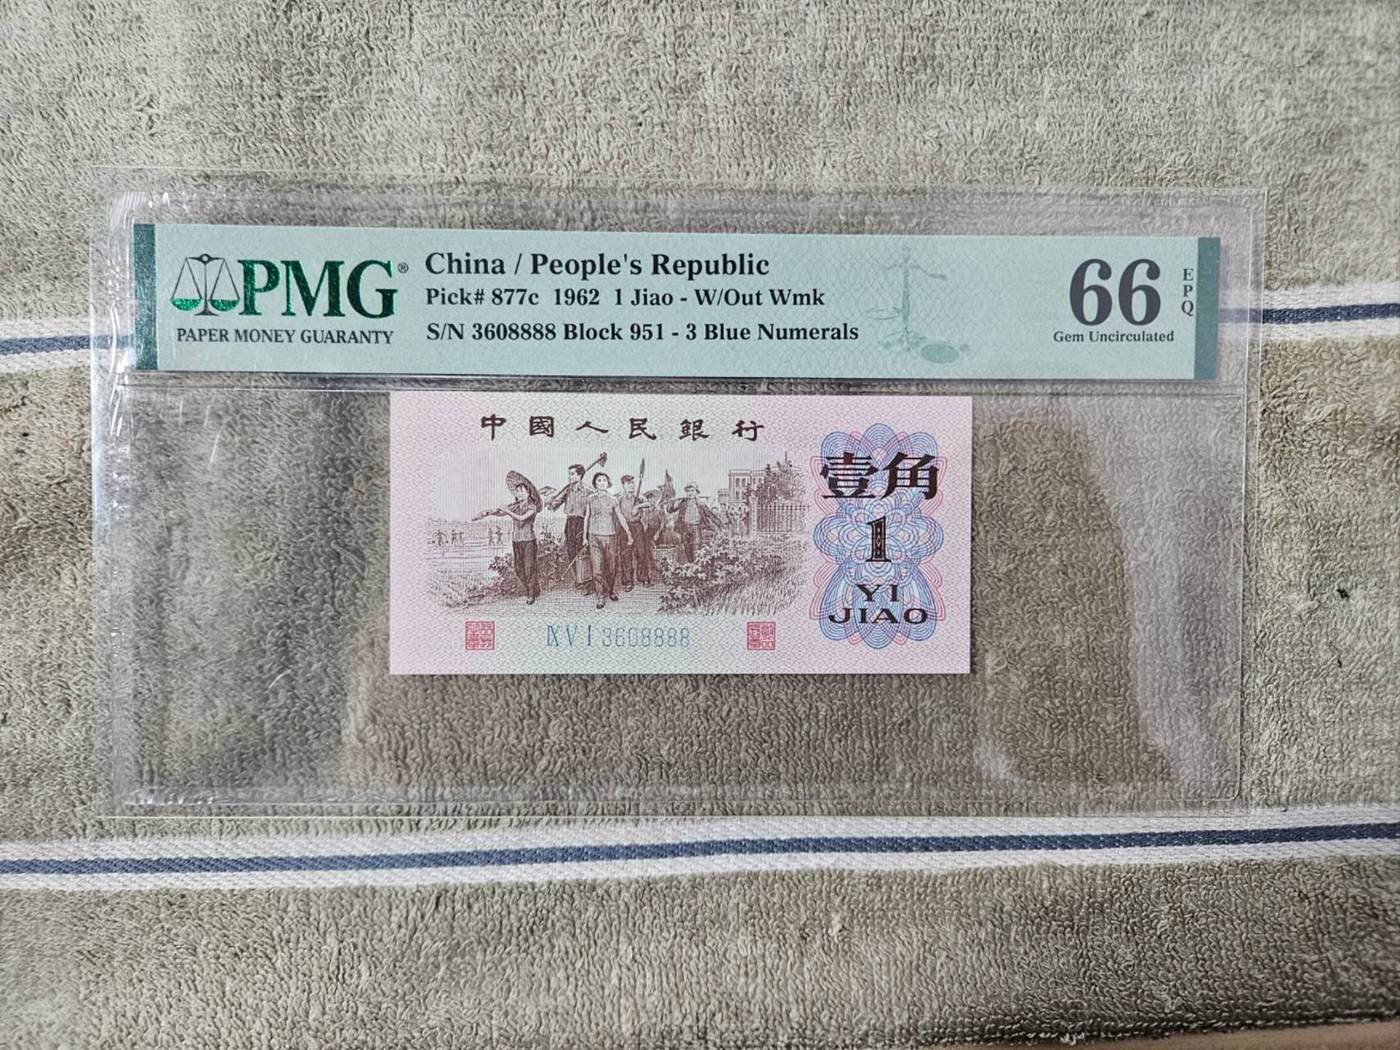 PMG®
PAPER MONEY GUARANTY
China / People's Republic
Pick# 877c 1962 1 Jiao - W/Out Wmk
S/N 3608888 Block 951 - 3 Blue Numerals
66
EPQ
Gem Uncirculated
中國人民銀行
壹角
1
YI
JIAO
IX V I 3608888